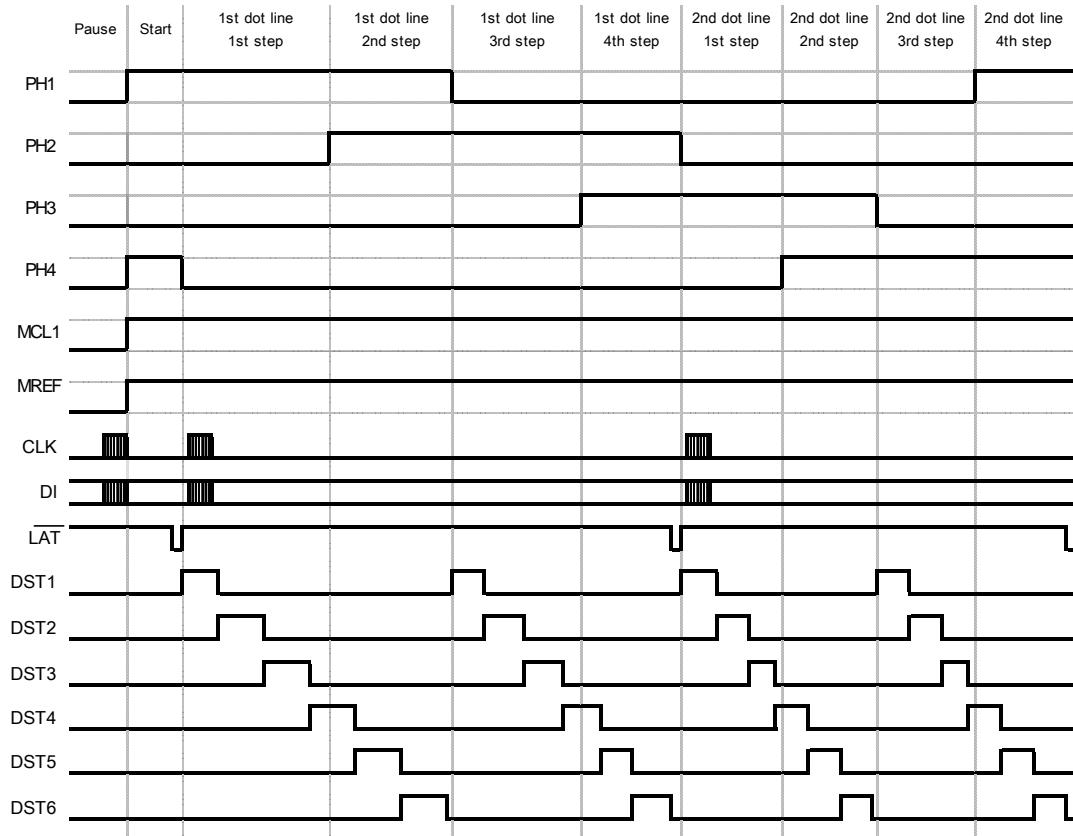 Pause
Start
1st dot line
1st step
1st dot line
2nd step
1st dot line
3rd step
1st dot line
4th step
2nd dot line
1st step
2nd dot line
2nd step
2nd dot line
3rd step
2nd dot line
4th step
PH1
PH2
PH3
PH4
MCL1
MREF
CLK
DI
LAT
DST1
DST2
DST3
DST4
DST5
DST6